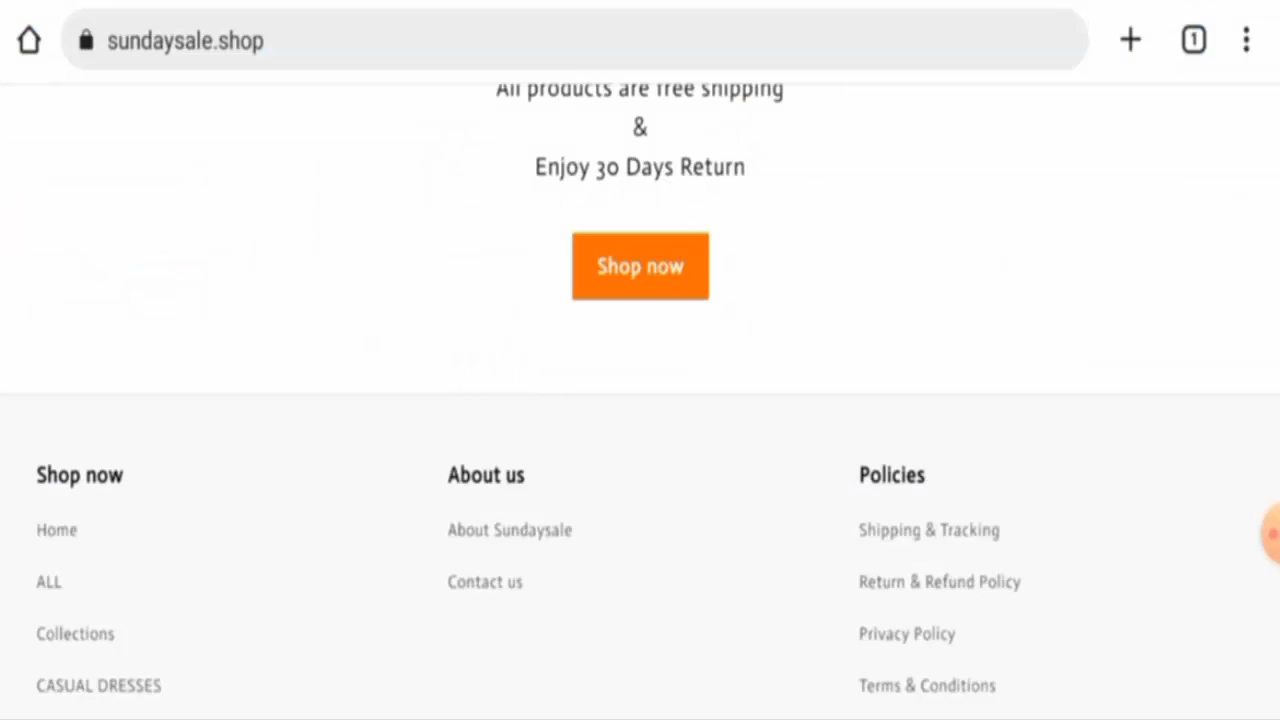 sundaysale.shop
1
All products are free shipping
&
Enjoy 30 Days Return
Shop now
Shop now
Home
ALL
Collections
CASUAL DRESSES
About us
About Sundaysale
Contact us
Policies
Shipping & Tracking
Return & Refund Policy
Privacy Policy
Terms & Conditions